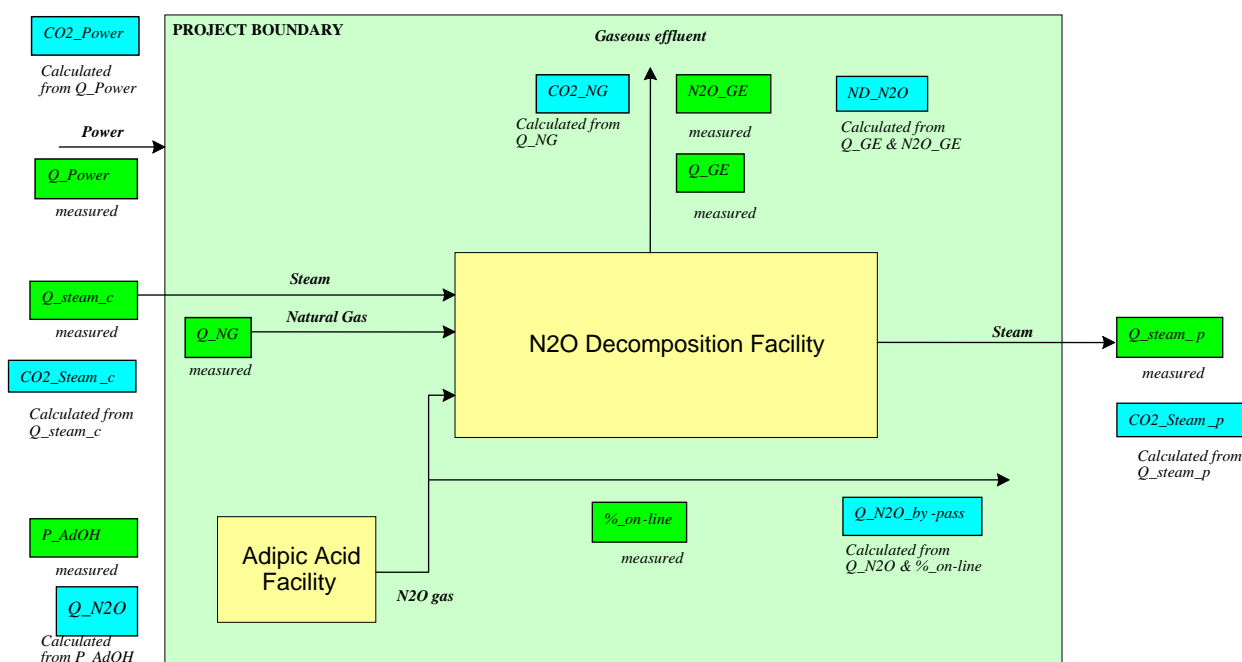 CO2_Power
Calculated
from Q_Power
Power
Q_Power
measured
Q_steam_c
measured
CO2_Steam_c
Calculated from
Q_steam_c
P_AdOH
measured
Q_N2O
Calculated
from P_AdOH
PROJECT BOUNDARY
Gaseous effluent
CO2_NG
Calculated from
Q_NG
N2O_GE
measured
Q_GE
measured
ND_N2O
Calculated from
Q_GE & N2O_GE
Steam
Natural Gas
Q_NG
measured
N2O Decomposition Facility
Steam
Q_steam_p
measured
CO2_Steam_p
Calculated from
Q_steam_p
Adipic Acid
Facility
N2O gas
%_on-line
measured
Q_N2O_by-pass
Calculated from
Q_N2O & %_on-line